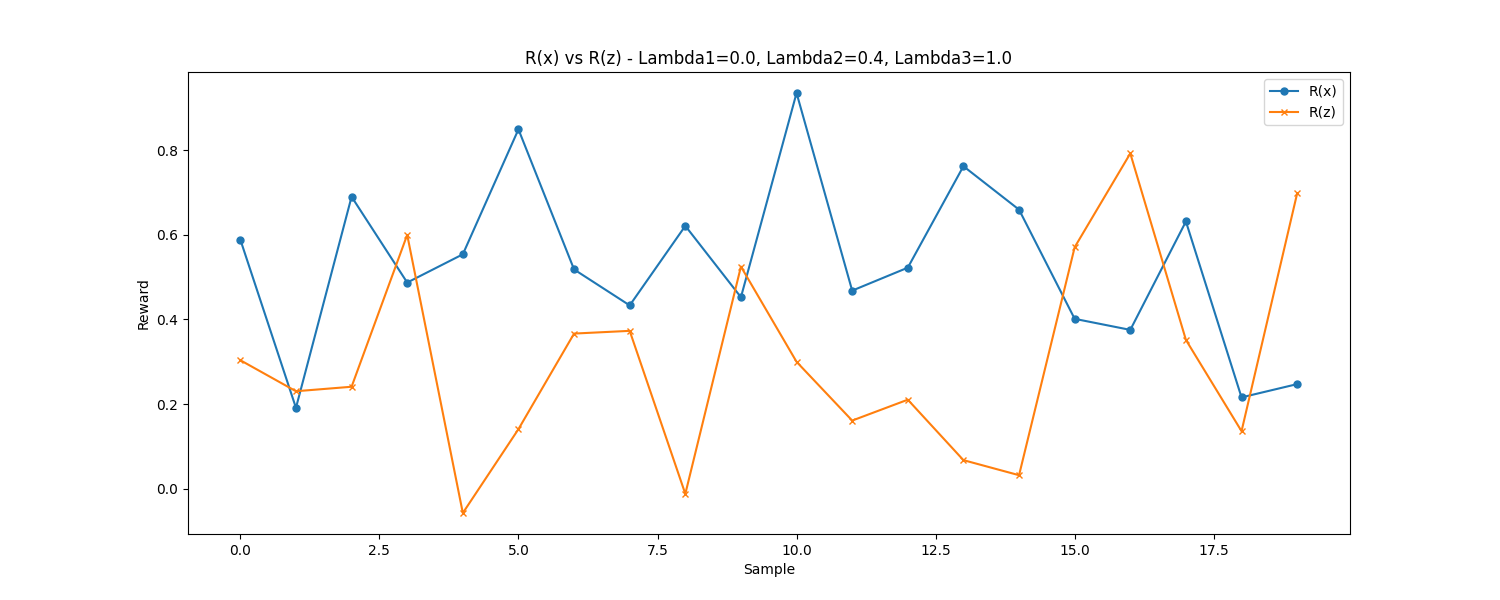 R(x) vs R(z) - Lambda1=0.0, Lambda2=0.4, Lambda3=1.0
R(x)
R(z)
0.8
0.6
0.4
0.2
0.0
Reward
0.0 2.5 5.0 7.5 10.0 12.5 15.0 17.5
Sample